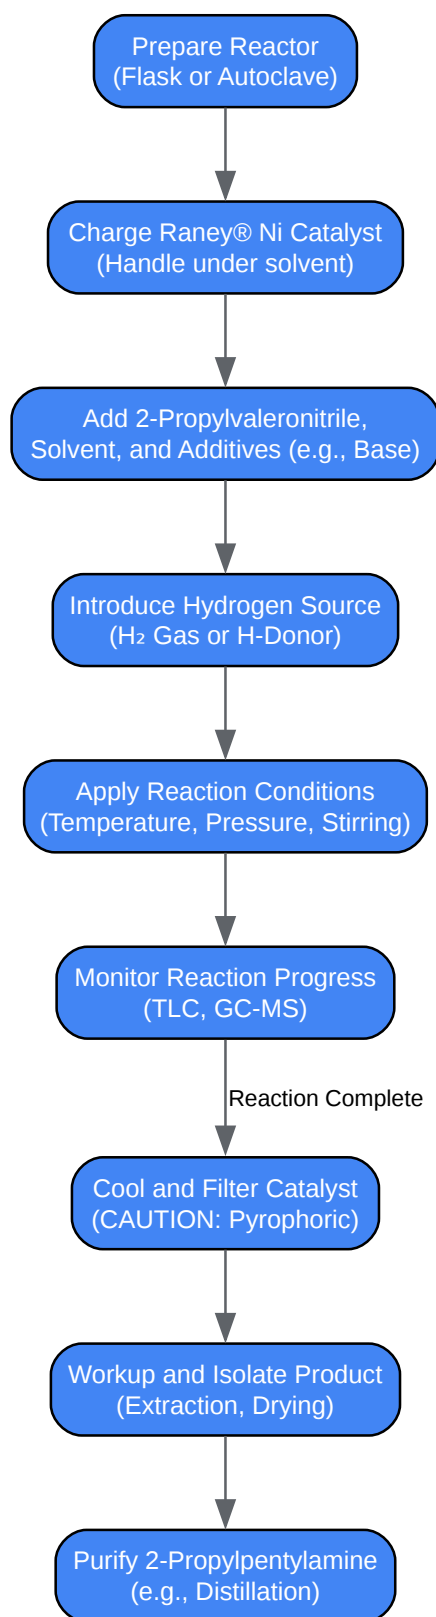 Prepare Reactor
(Flask or Autoclave)
Charge Raney® Ni Catalyst
(Handle under solvent)
Add 2-Propylvaleronitrile,
Solvent, and Additives (e.g., Base)
Introduce Hydrogen Source
(H₂ Gas or H-Donor)
Apply Reaction Conditions
(Temperature, Pressure, Stirring)
Monitor Reaction Progress
(TLC, GC-MS)
Reaction Complete
Cool and Filter Catalyst
(CAUTION: Pyrophoric)
Workup and Isolate Product
(Extraction, Drying)
Purify 2-Propylpentylamine
(e.g., Distillation)